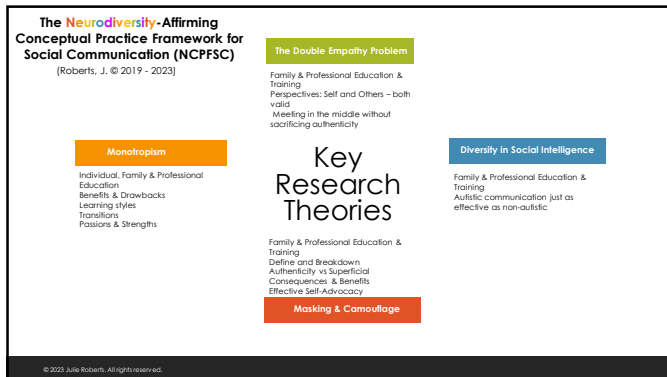 The Neurodiversity-Affirming
Conceptual Practice Framework for
Social Communication (NCPFSC)
(Roberts, J. © 2019 - 2023)
The Double Empathy Problem
Family & Professional Education &
Training
Perspectives: Self and Others – both
valid
Meeting in the middle without
sacrificing authenticity
Monotropism
Individual, Family & Professional
Education
Benefits & Drawbacks
Learning styles
Transitions
Passions & Strengths
Key
Research
Theories
Diversity in Social Intelligence
Family & Professional Education &
Training
Autistic communication just as
effective as non-autistic
Family & Professional Education &
Training
Define and Breakdown
Authenticity vs Superficial
Consequences & Benefits
Effective Self-Advocacy
Masking & Camouflage
© 2023 Julie Roberts. All rights reserved.